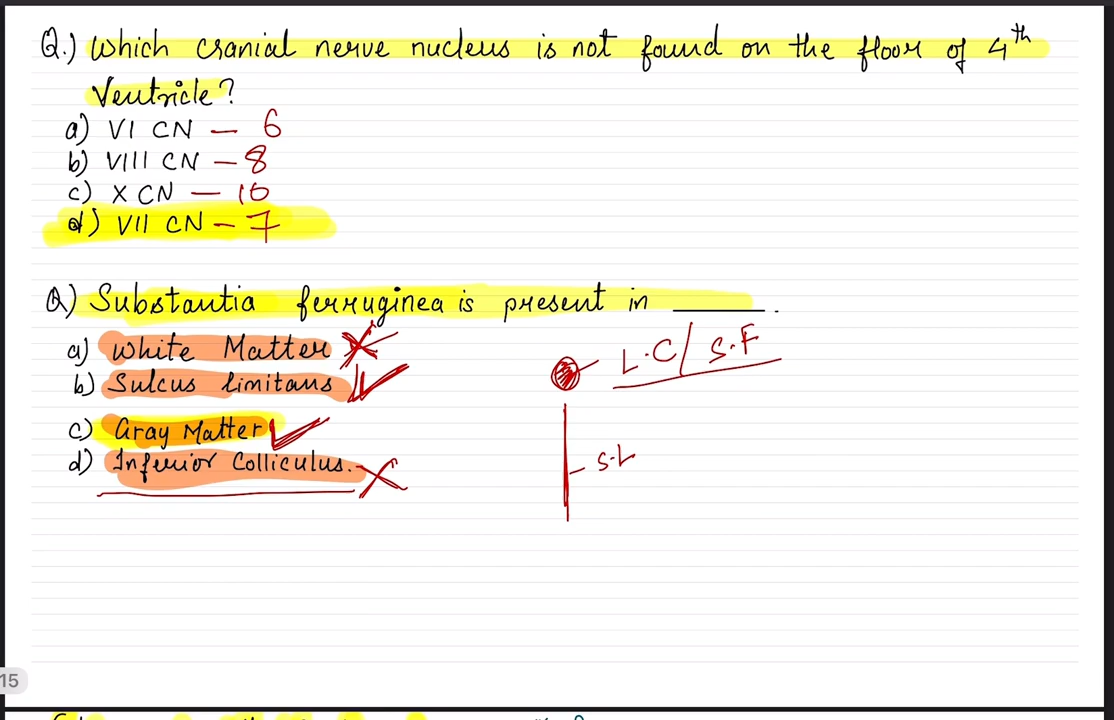 Q.) Which cranial nerve nucleus is not found on the floor of 4th
Ventricle?
a) VI CN — 6
b) VIII CN — 8
c) X CN — 10
d) VII CN — 7
Q) Substantia ferruginea is present in ______.
a) White Matter
L.C / S.F
b) Sulcus limitans
c) Gray Matter
d) Inferior Colliculus.
S.L
15